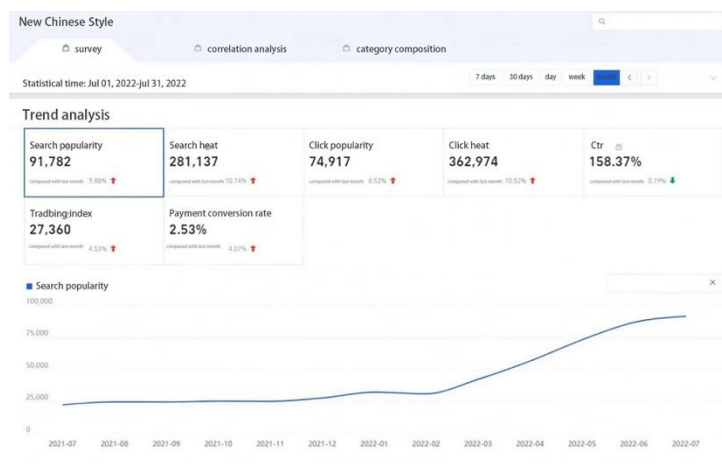 New Chinese Style
survey
correlation analysis
category composition
Statistical time: Jul 01, 2022-jul 31, 2022
7 days 30 days day week month < >
Trend analysis
Search popularity
91,782
compared with last month 9.88%
Search heat
281,137
compared with last month 10.74%
Click popularity
74,917
compared with last month 8.52%
Click heat
362,974
compared with last month 10.52%
Ctr ?
158.37%
compared with last month 0.19%
Tradbing index
27,360
compared with last month 4.53%
Payment conversion rate
2.53%
compared with last month 4.07%
Search popularity
100,000
75,000
50,000
25,000
0
2021-07 2021-08 2021-09 2021-10 2021-11 2021-12 2022-01 2022-02 2022-03 2022-04 2022-05 2022-06 2022-07